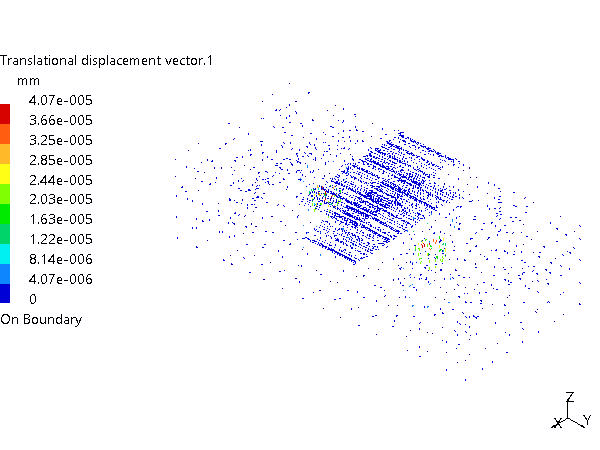 Translational displacement vector.1
mm
4.07e-005
3.66e-005
3.25e-005
2.85e-005
2.44e-005
2.03e-005
1.63e-005
1.22e-005
8.14e-006
4.07e-006
0
On Boundary
Z
X
Y